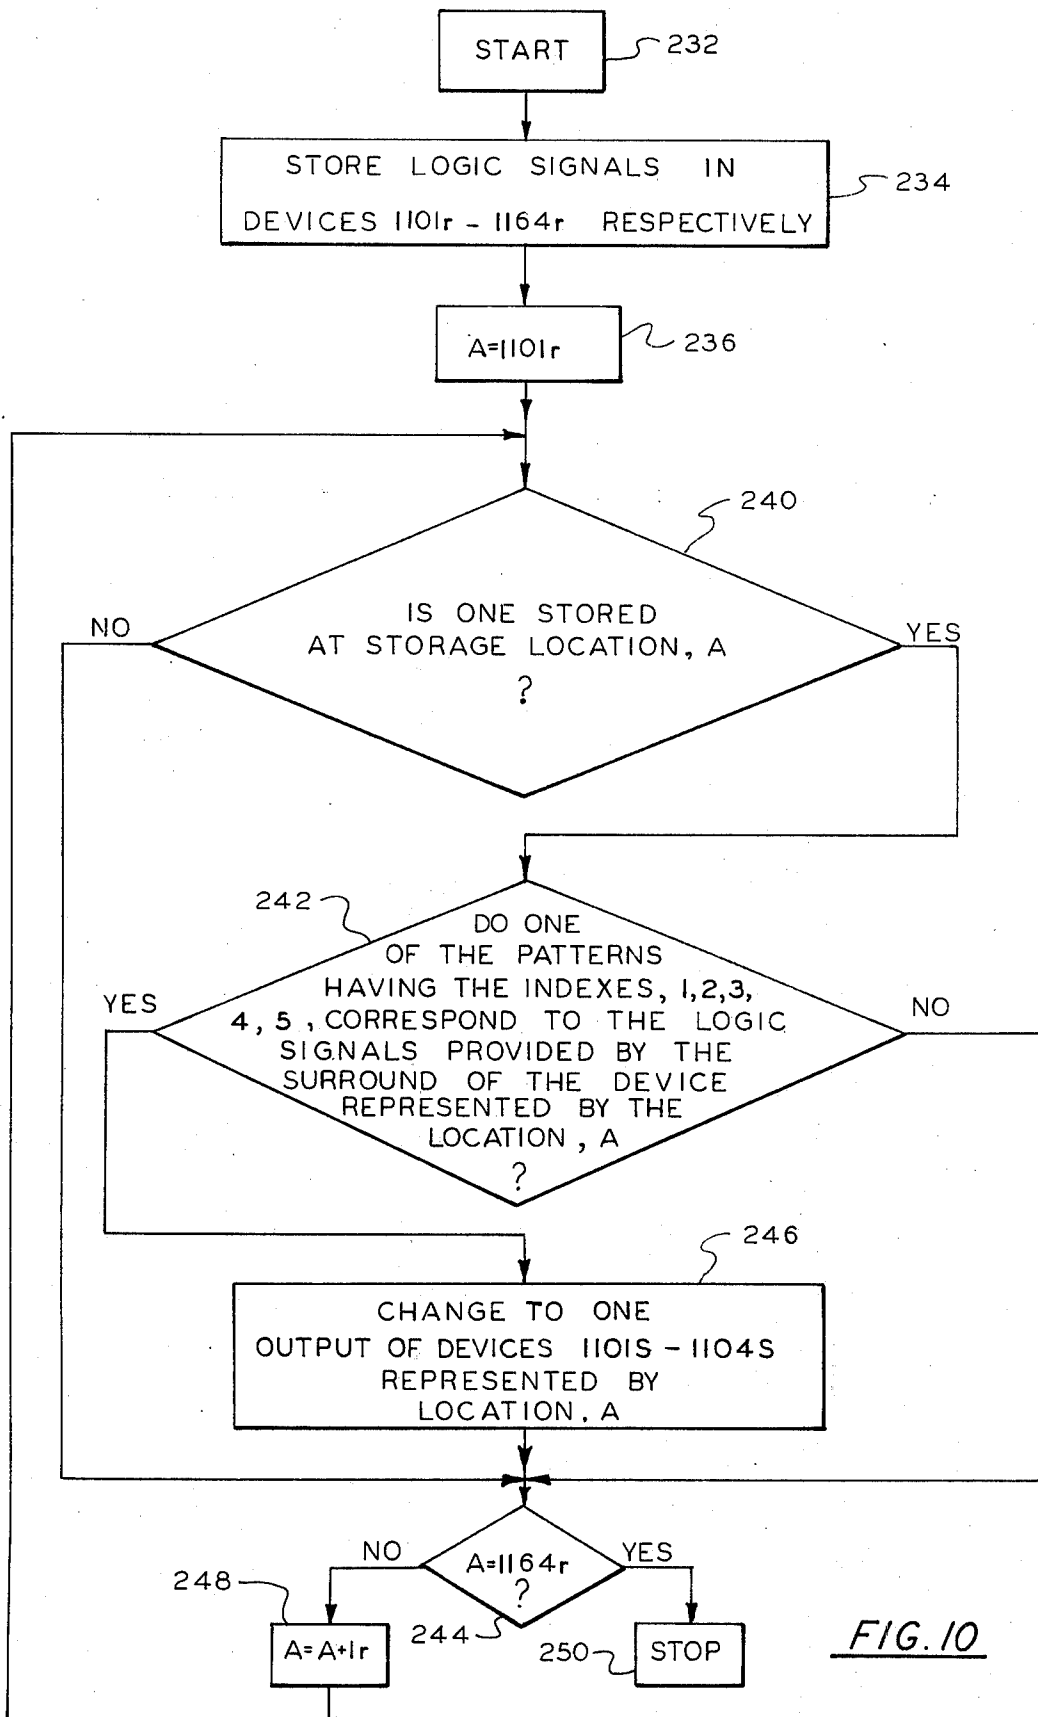 START
232
STORE LOGIC SIGNALS IN
DEVICES 1101r - 1164r RESPECTIVELY
234
A=1101r
236
240
NO
IS ONE STORED
AT STORAGE LOCATION, A
?
YES
242
DO ONE
OF THE PATTERNS
HAVING THE INDEXES, 1,2,3,
4, 5 , CORRESPOND TO THE LOGIC
SIGNALS PROVIDED BY THE
SURROUND OF THE DEVICE
REPRESENTED BY THE
LOCATION , A
?
YES
NO
246
CHANGE TO ONE
OUTPUT OF DEVICES 1101S - 1104S
REPRESENTED BY
LOCATION, A
NO
A=1164r
?
YES
248
244
A=A+1r
250
STOP
FIG. 10